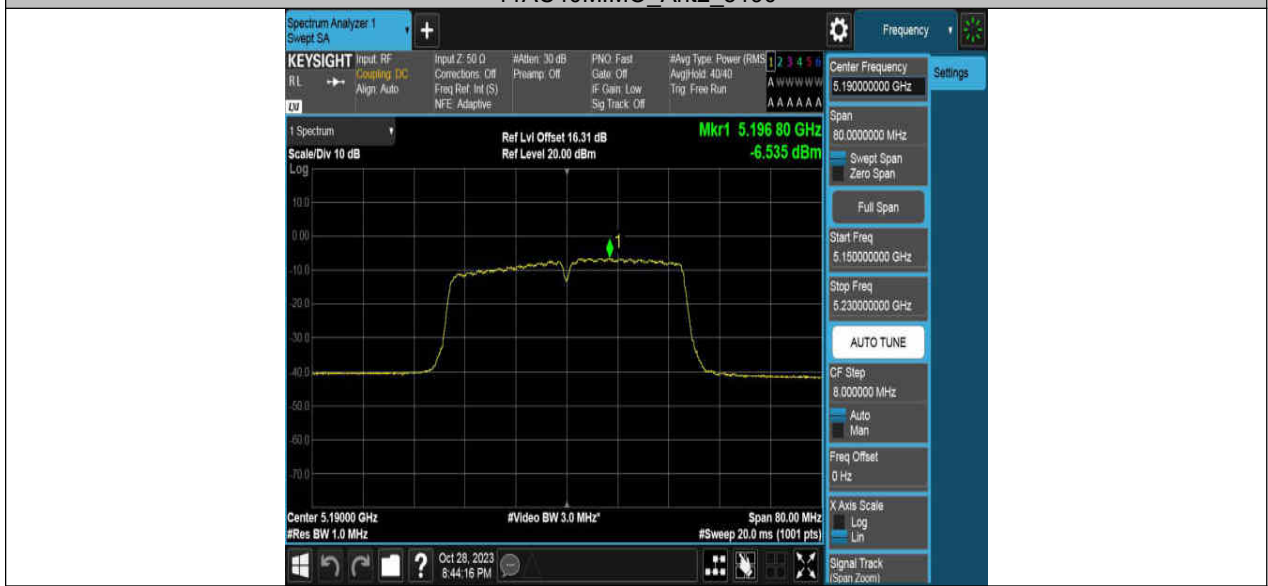 Spectrum Analyzer 1
Swept SA
+
Frequency
KEYSIGHT
RL
Input: RF
Coupling: DC
Align: Auto
Input Z: 50 Ω
Corrections: Off
Freq Ref: Int (S)
NFE: Adaptive
#Atten: 30 dB
Preamp: Off
PNO: Fast
Gate: Off
IF Gain: Low
Sig Track: Off
#Avg Type: Power (RMS
Avg|Hold: 40/40
Trig: Free Run
1 2 3 4 5 6
A W W W W W
A A A A A A
1 Spectrum
Scale/Div 10 dB
Ref Lvl Offset 16.31 dB
Ref Level 20.00 dBm
Mkr1 5.196 80 GHz
-6.535 dBm
Log
10.0
0.00
-10.0
-20.0
-30.0
-40.0
-50.0
-60.0
-70.0
1
Center 5.19000 GHz
#Res BW 1.0 MHz
#Video BW 3.0 MHz*
Span 80.00 MHz
#Sweep 20.0 ms (1001 pts)
?
Oct 28, 2023
8:44:16 PM
Center Frequency
5.190000000 GHz
Settings
Span
80.0000000 MHz
Swept Span
Zero Span
Full Span
Start Freq
5.150000000 GHz
Stop Freq
5.230000000 GHz
AUTO TUNE
CF Step
8.000000 MHz
Auto
Man
Freq Offset
0 Hz
X Axis Scale
Log
Lin
Signal Track
(Span Zoom)